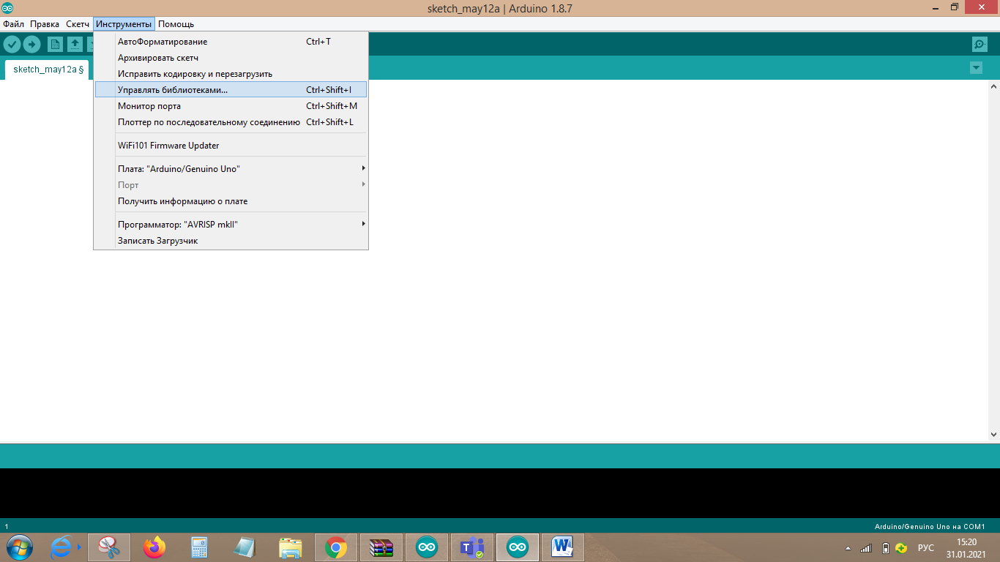 sketch_may12a | Arduino 1.8.7
Файл Правка Скетч Инструменты Помощь
sketch_may12a §
АвтоФорматирование Ctrl+T
Архивировать скетч
Исправить кодировку и перезагрузить
Управлять библиотеками... Ctrl+Shift+I
Монитор порта Ctrl+Shift+M
Плоттер по последовательному соединению Ctrl+Shift+L
WiFi101 Firmware Updater
Плата: "Arduino/Genuino Uno"
Порт
Получить информацию о плате
Программатор: "AVRISP mkII"
Записать Загрузчик
1 Arduino/Genuino Uno на COM1
РУС 15:20
31.01.2021